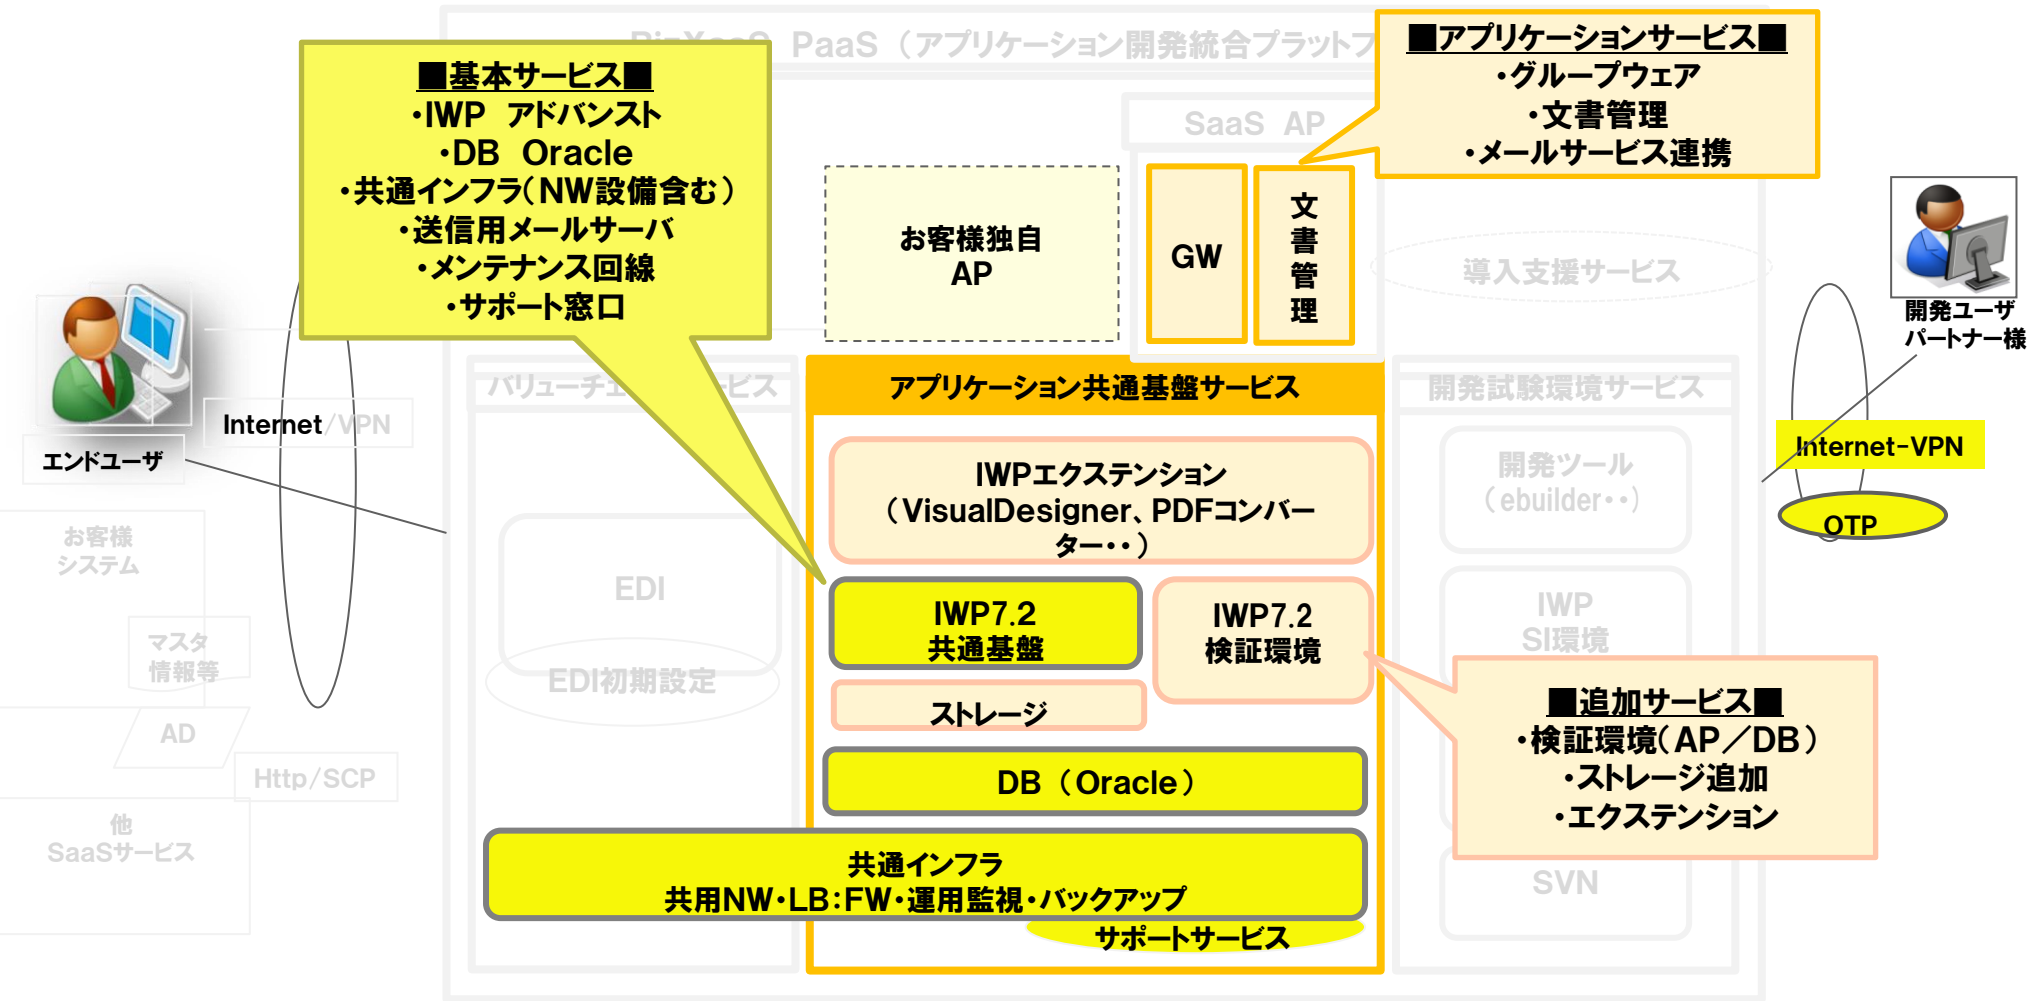 PaaS（アプリケーション開発統合プラットフ
■基本サービス■
・IWP アドバンスト
・DB Oracle
・共通インフラ（NW設備含む）
・送信用メールサーバ
・メンテナンス回線
・サポート窓口
■アプリケーションサービス■
・グループウェア
・文書管理
・メールサービス連携
SaaS AP
お客様独自
AP
GW
文書管理
導入支援サービス
開発ユーザ
パートナー様
Internet/VPN
エンドユーザ
Internet-VPN
OTP
お客様
システム
マスタ
情報等
AD
Http/SCP
他
SaaSサービス
バリューチェ
ービス
EDI
EDI初期設定
アプリケーション共通基盤サービス
IWPエクステンション
（VisualDesigner、PDFコンバー
ター・・）
IWP7.2
共通基盤
IWP7.2
検証環境
ストレージ
DB（Oracle）
共通インフラ
共用NW・LB：FW・運用監視・バックアップ
サポートサービス
開発試験環境サービス
開発ツール
（ebuilder・・）
IWP
SI環境
■追加サービス■
・検証環境（AP／DB）
・ストレージ追加
・エクステンション
SVN